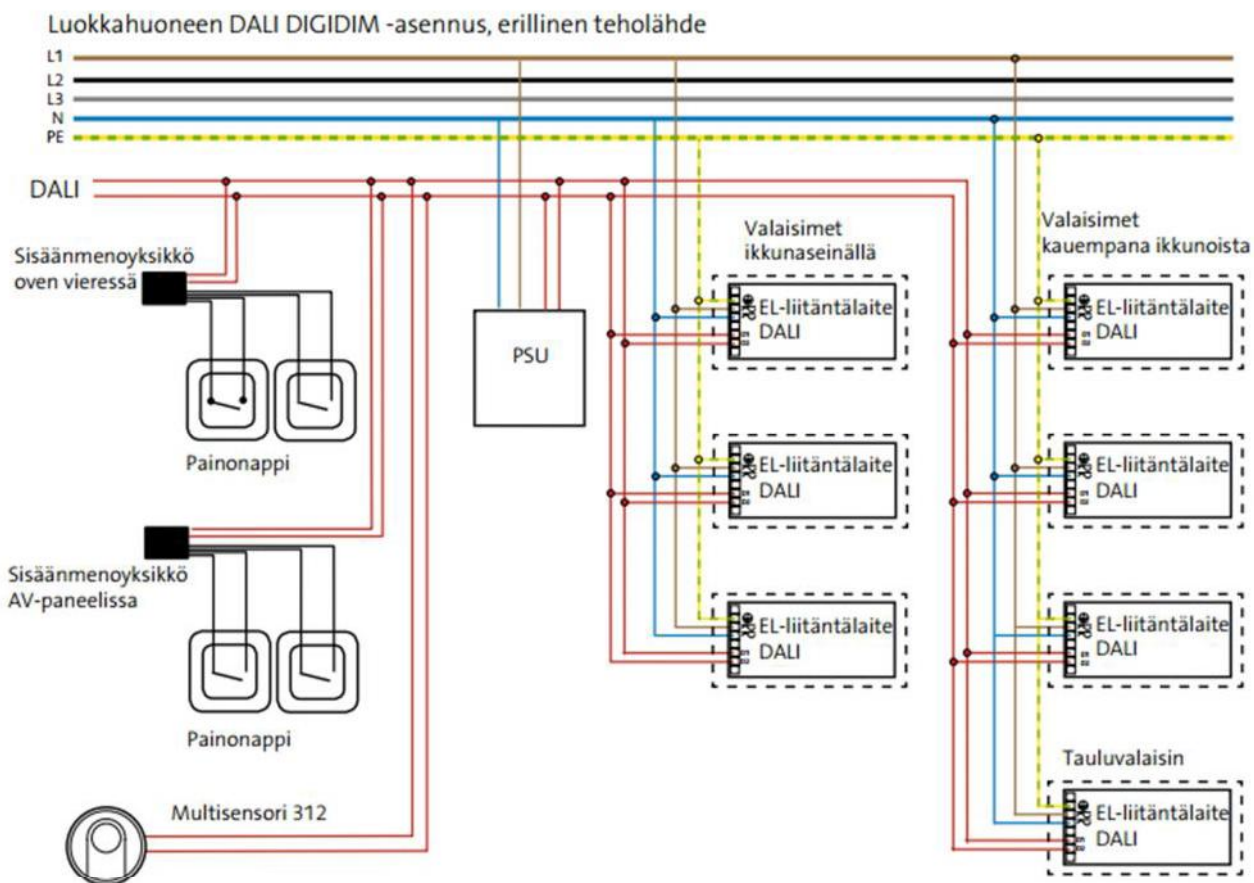 Luokkahuoneen DALI DIGIDIM -asennus, erillinen teholähde
L1
L2
L3
N
PE
DALI
Sisäänmenoyksikkö
oven vieressä
Painonappi
Sisäänmenoyksikkö
AV-paneelissa
Painonappi
Multisensori 312
PSU
Valaisimet
ikkunaseinällä
EL-liitäntälaite
DALI
EL-liitäntälaite
DALI
EL-liitäntälaite
DALI
Valaisimet
kauempana ikkunoista
EL-liitäntälaite
DALI
EL-liitäntälaite
DALI
EL-liitäntälaite
DALI
Tauluvalaisin
EL-liitäntälaite
DALI